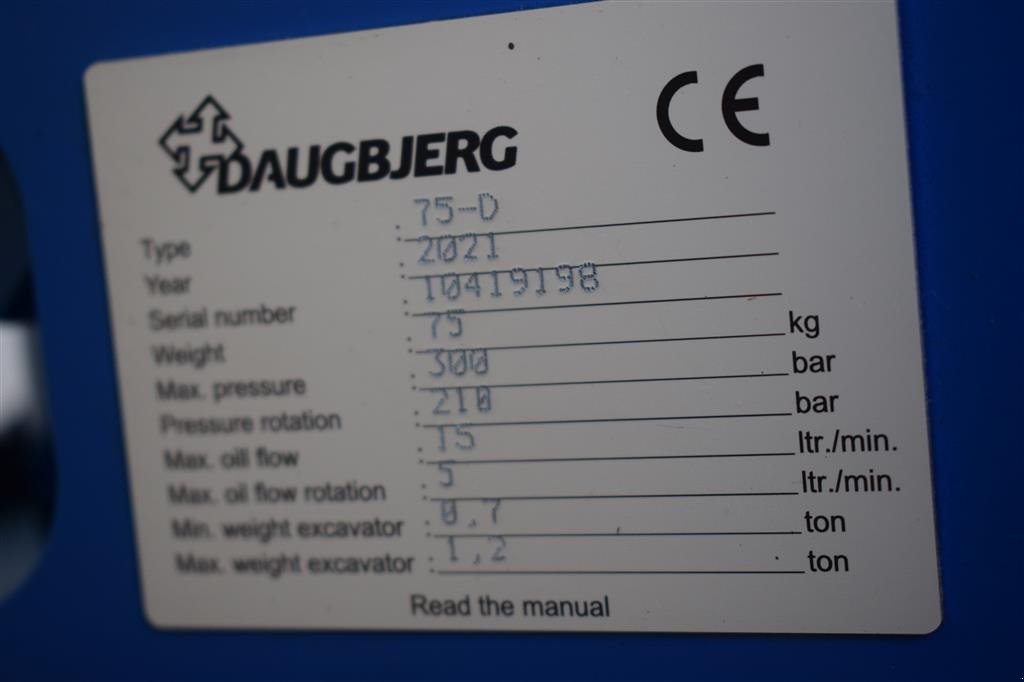 DAUGBJERG CE
Type : 75-D
Year : 2021
Serial number : 10419198
Weight : 75 kg
Max. pressure : 300 bar
Pressure rotation : 210 bar
Max. oill flow : 15 ltr./min.
Max. oil flow rotation : 5 ltr./min.
Min. weight excavator : 0,7 ton
Max. weight excavator : 1,2 ton
Read the manual